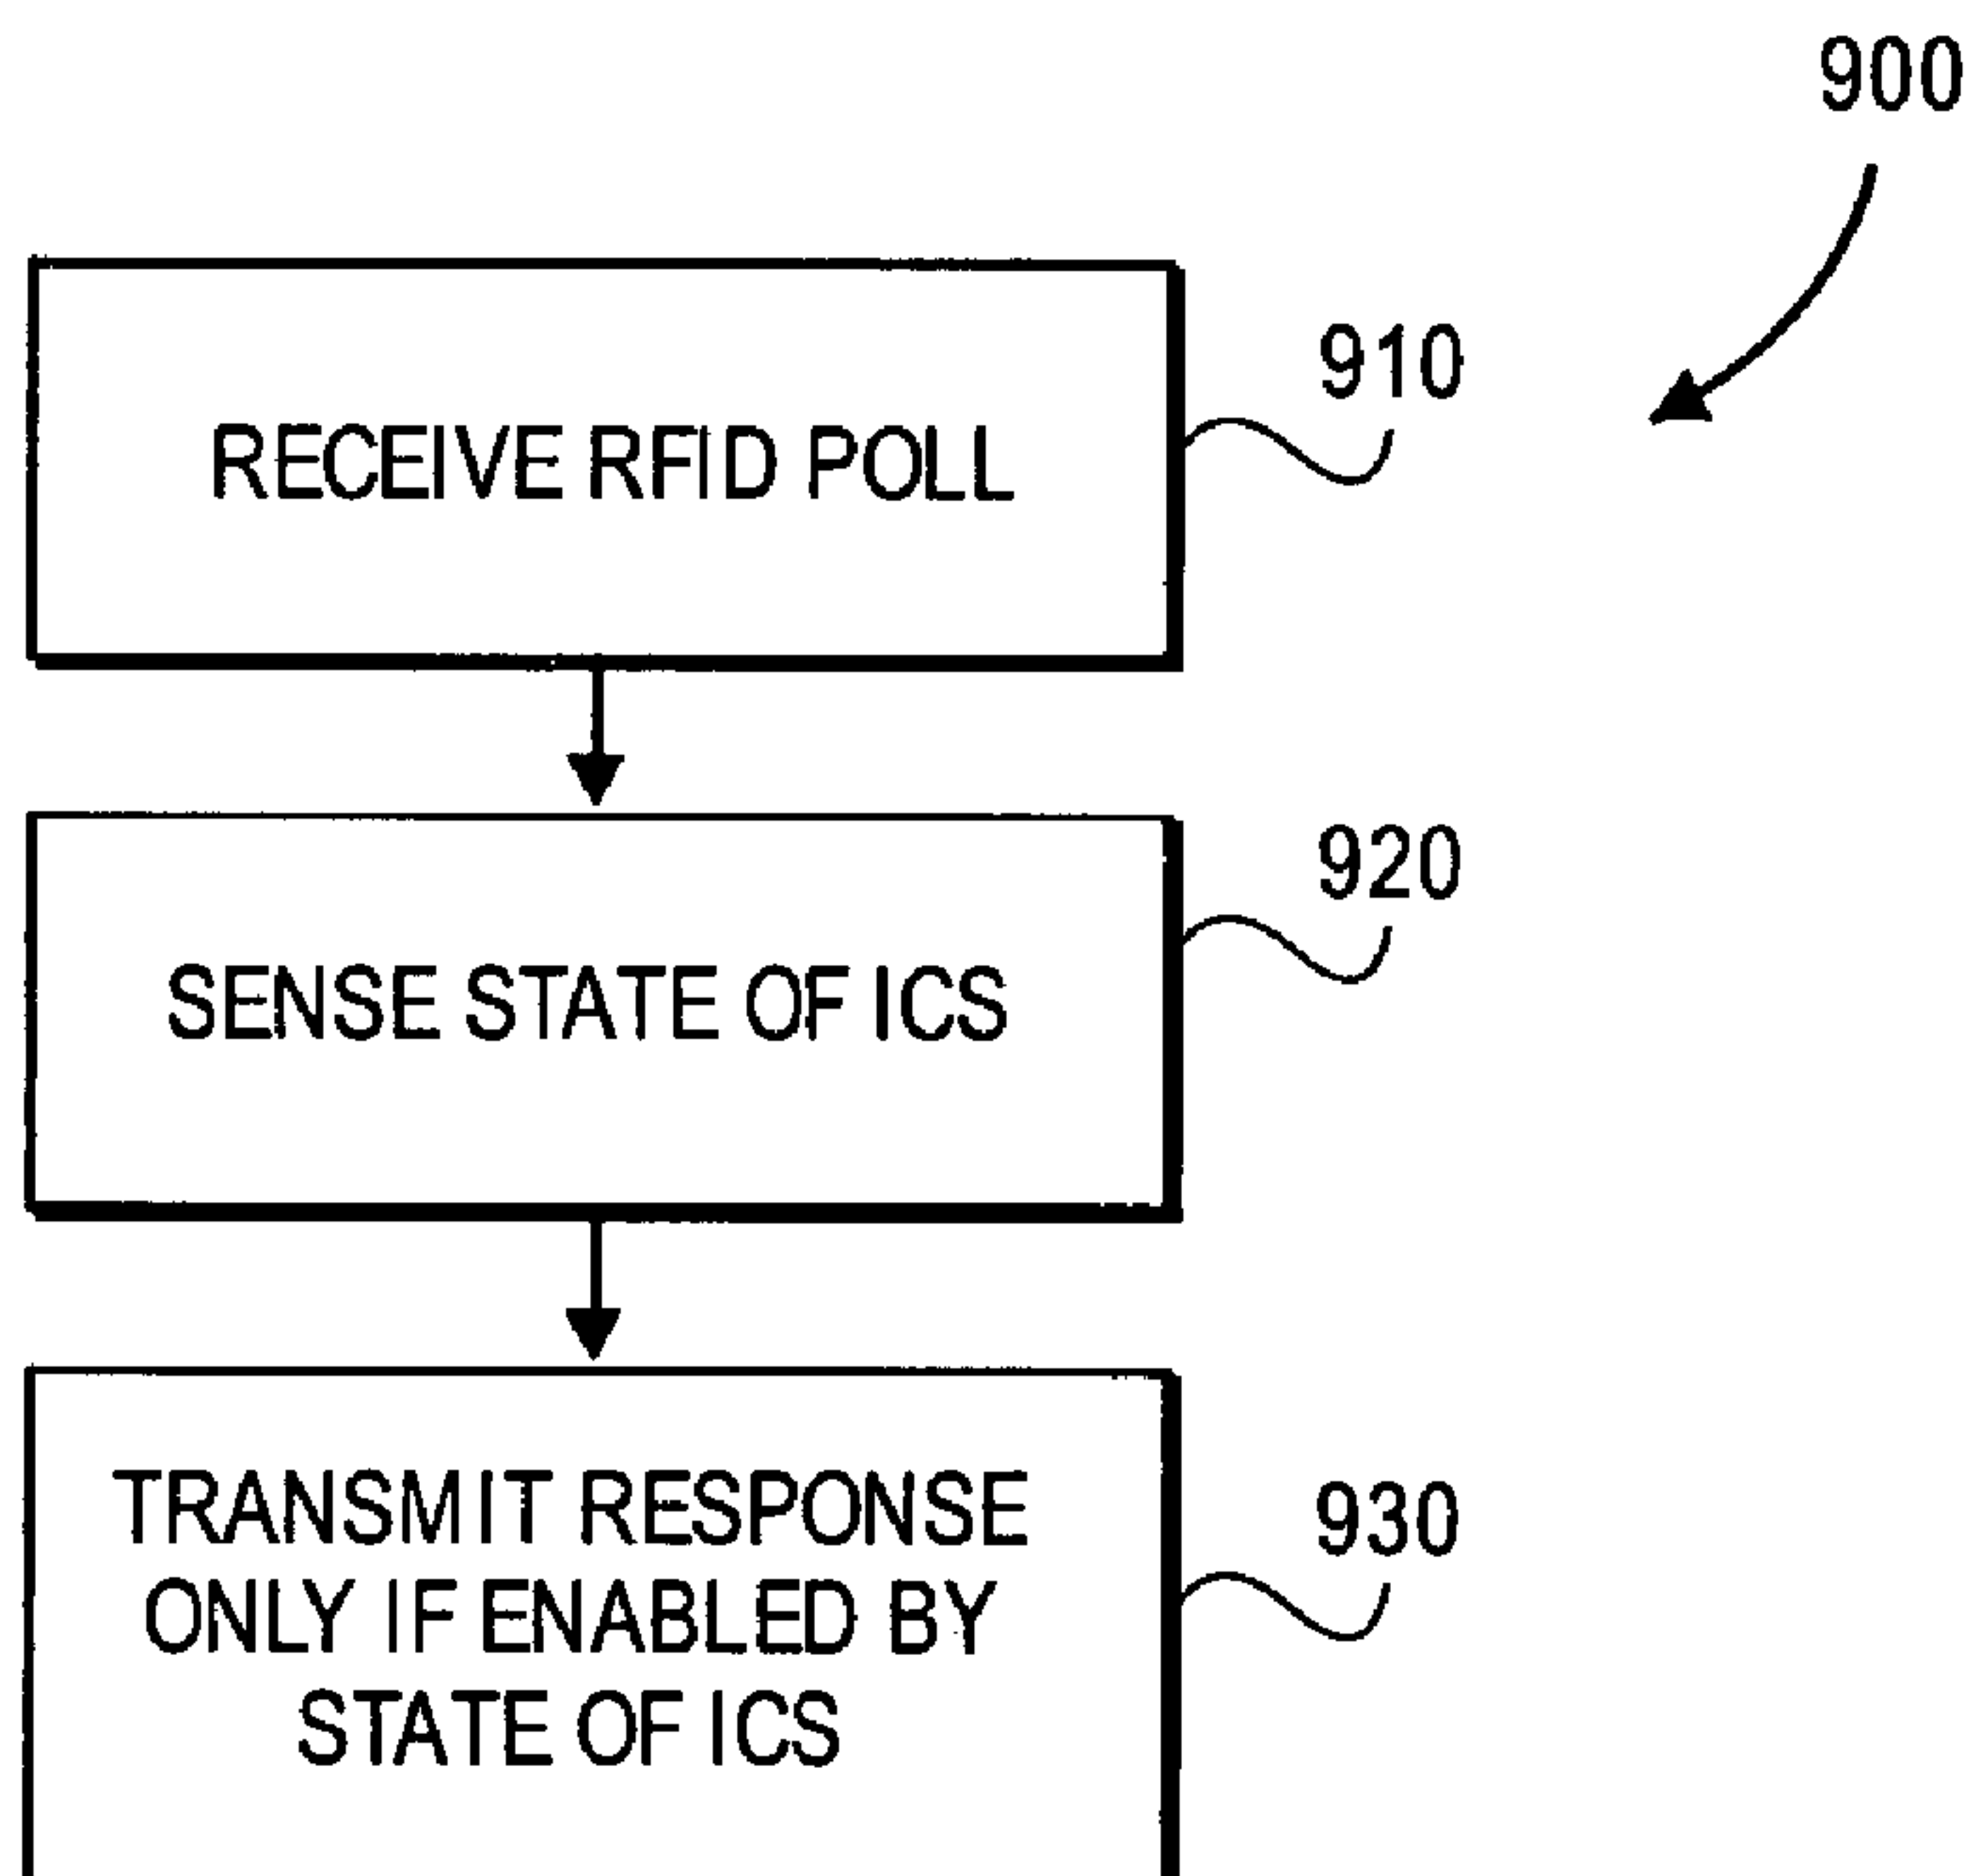 900
910
RECEIVE RFID POLL
920
SENSE STATE OF ICS
TRANSMIT RESPONSE
930
ONLY IF ENABLED BY
STATE OF ICS